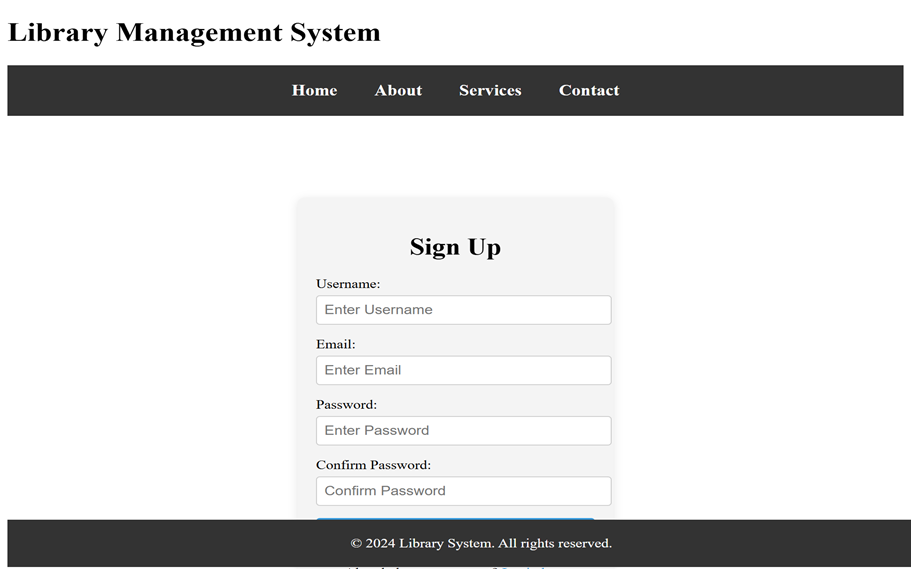 Library Management System
Home About Services Contact
Sign Up
Username:
Enter Username
Email:
Enter Email
Password:
Enter Password
Confirm Password:
Confirm Password
© 2024 Library System. All rights reserved.